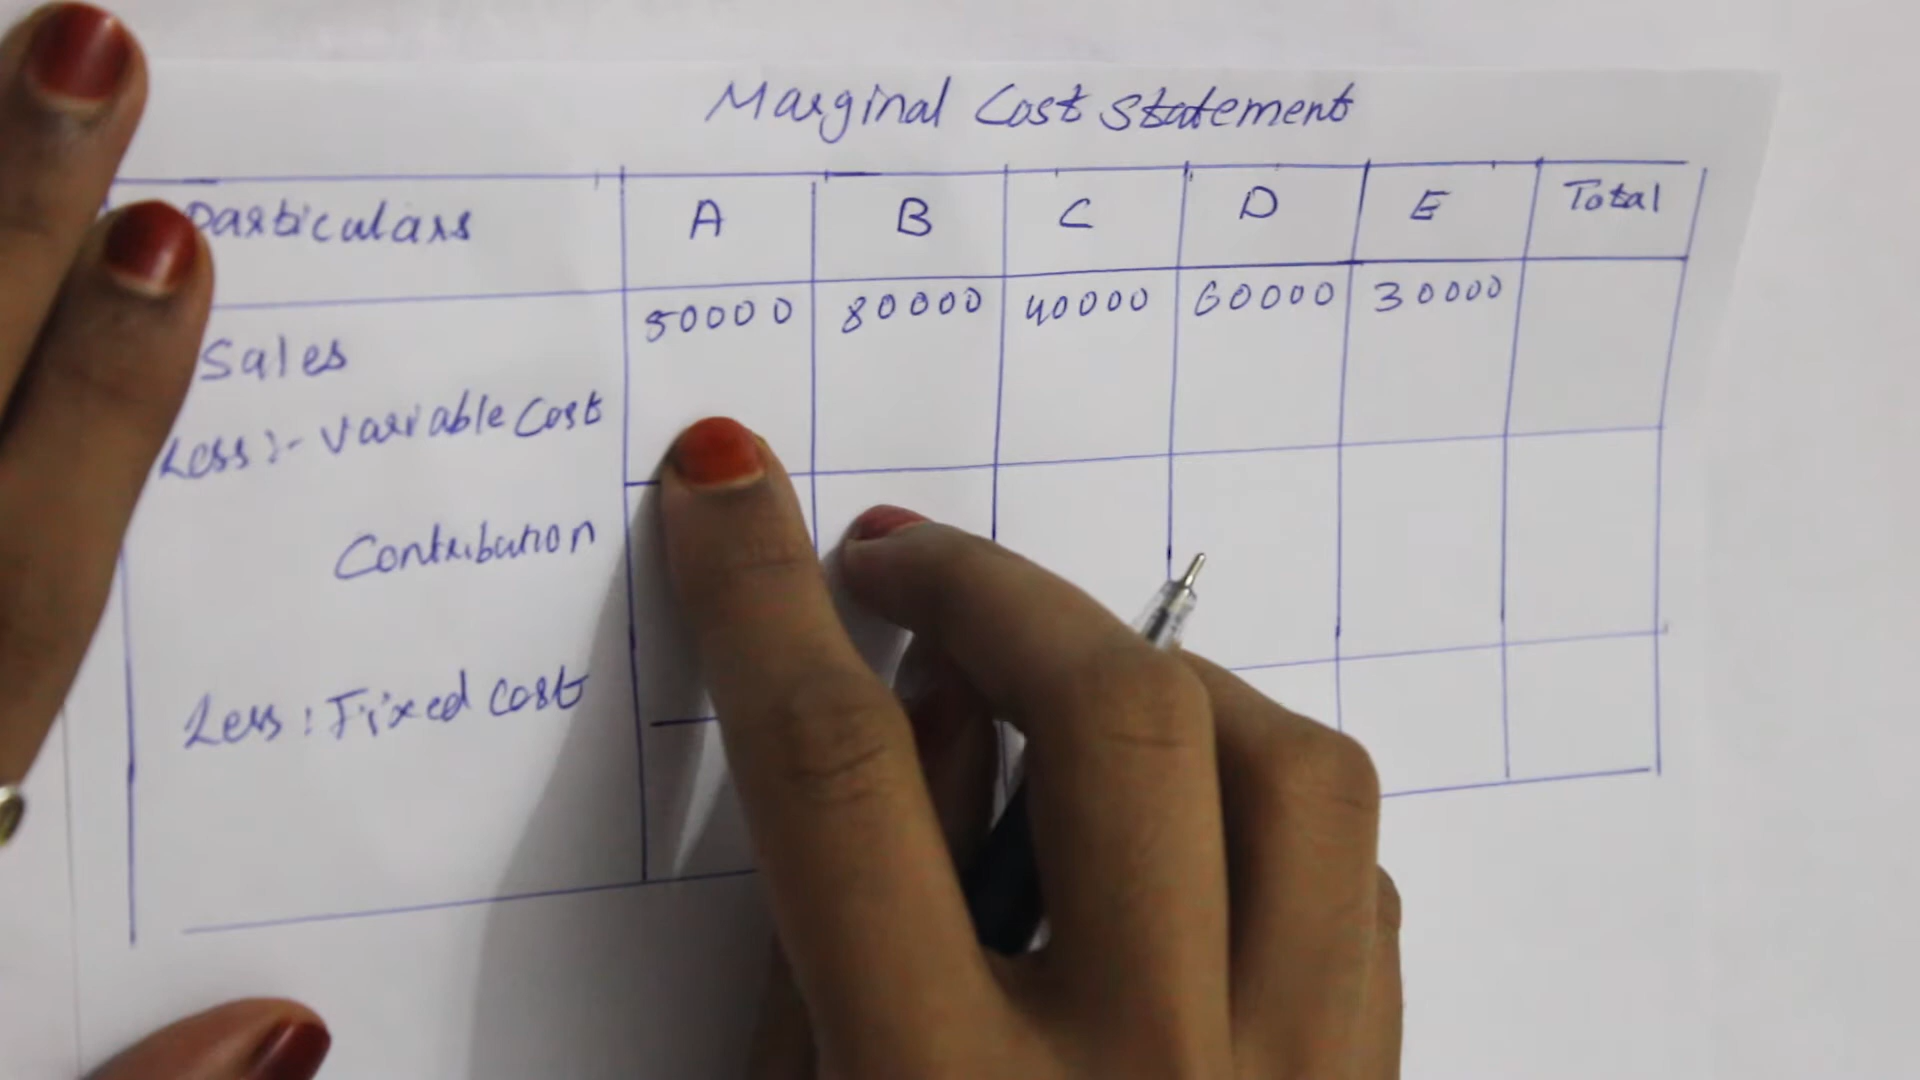 Marginal Cost Statement
Particulars A B C D E Total
Sales 50000 80000 40000 60000 30000
Less:- Variable Cost
Contribution
Less: Fixed cost